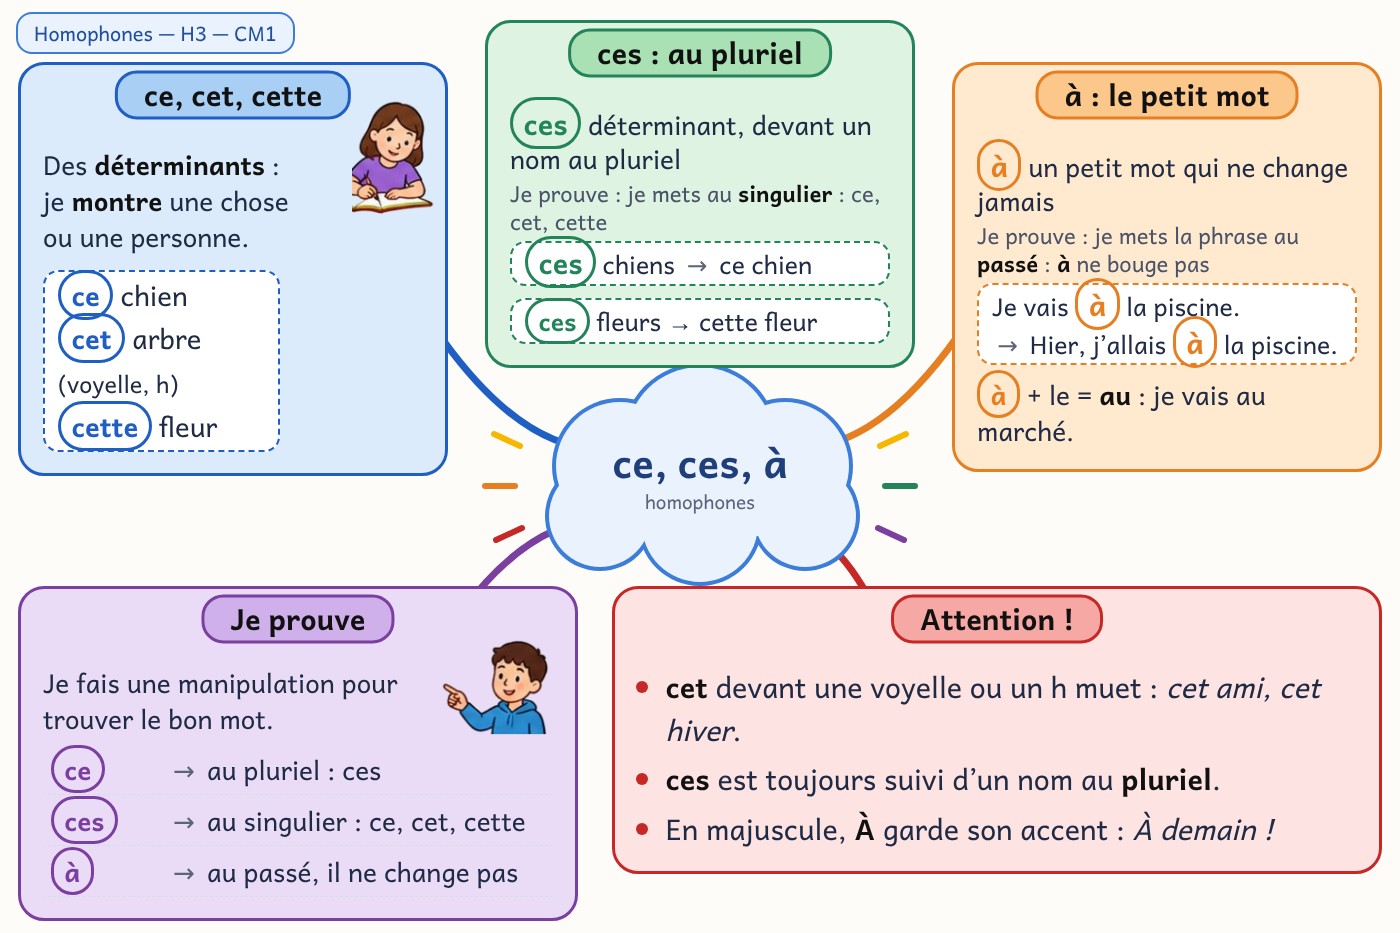 Homophones — H3 — CM1
ce, cet, cette
Des déterminants :
je montre une chose
ou une personne.
ce chien
cet arbre
(voyelle, h)
cette fleur
ces : au pluriel
ces déterminant, devant un
nom au pluriel
Je prouve : je mets au singulier : ce,
cet, cette
ces chiens → ce chien
ces fleurs → cette fleur
à : le petit mot
à un petit mot qui ne change
jamais
Je prouve : je mets la phrase au
passé : à ne bouge pas
Je vais à la piscine.
→ Hier, j’allais à la piscine.
à + le = au : je vais au
marché.
ce, ces, à
homophones
Je prouve
Je fais une manipulation pour
trouver le bon mot.
ce → au pluriel : ces
ces → au singulier : ce, cet, cette
à → au passé, il ne change pas
Attention !
• cet devant une voyelle ou un h muet : cet ami, cet
hiver.
• ces est toujours suivi d’un nom au pluriel.
• En majuscule, À garde son accent : À demain !